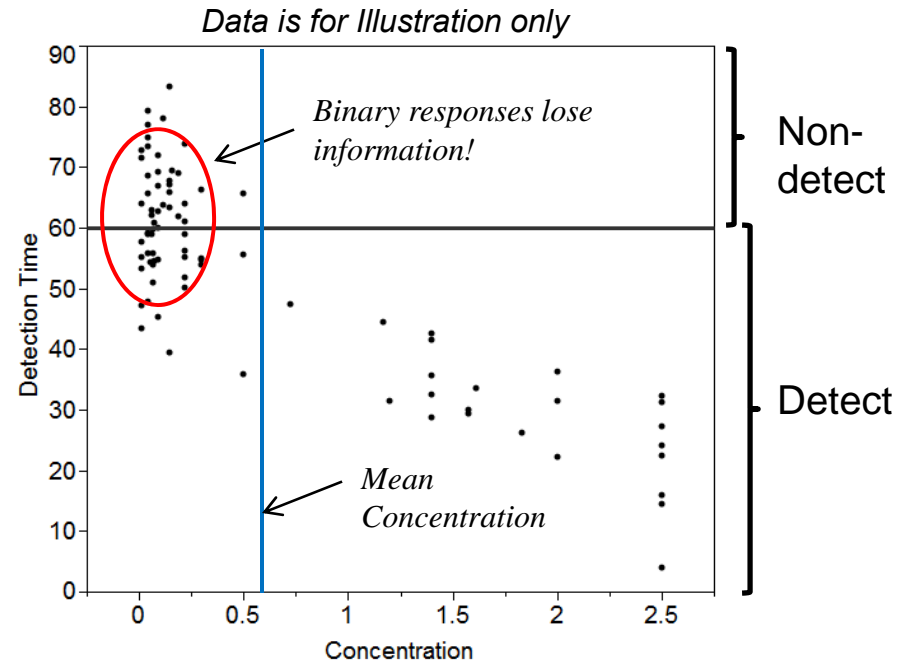 Data is for Illustration only
90
80
70
60
50
40
30
20
10
0
Detection Time
Binary responses lose
information!
Mean
Concentration
Non-
detect
Detect
0
0.5
1
1.5
2
2.5
Concentration